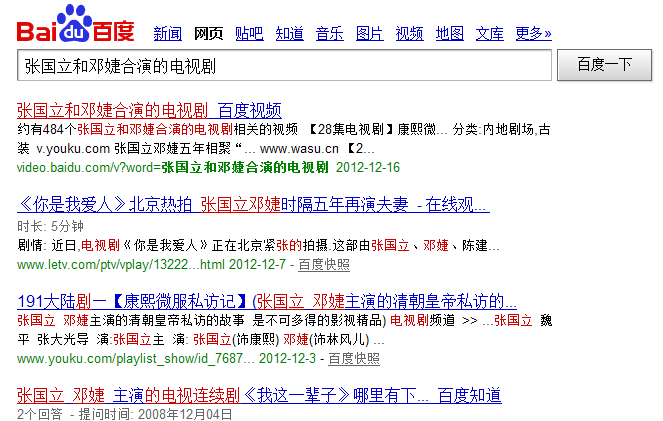 Bai du 百度 新闻 网页 贴吧 知道 音乐 图片 视频 地图 文库 更多»
张国立和邓婕合演的电视剧 百度一下
张国立和邓婕合演的电视剧_百度视频
约有484个张国立和邓婕合演的电视剧相关的视频 【28集电视剧】康熙微... 分类:内地剧场,古
装 v.youku.com 张国立邓婕五年相聚“... www.wasu.cn 【2...
video.baidu.com/v?word=张国立和邓婕合演的电视剧 2012-12-16
《你是我爱人》北京热拍 张国立邓婕时隔五年再演夫妻 - 在线观...
时长: 5分钟
剧情: 近日,电视剧《你是我爱人》正在北京紧张的拍摄.这部由张国立、邓婕、陈建...
www.letv.com/ptv/vplay/13222...html 2012-12-7 - 百度快照
191大陆剧一【康熙微服私访记】(张国立 邓婕主演的清朝皇帝私访的...
张国立 邓婕主演的清朝皇帝私访的故事 是不可多得的影视精品) 电视剧频道 >> ...张国立 魏
平 张大光导 演:张国立主 演: 张国立(饰康熙) 邓婕(饰林风儿) ...
www.youku.com/playlist_show/id_7687... 2012-12-3 - 百度快照
张国立 邓婕 主演的电视连续剧《我这一辈子》哪里有下..._百度知道
2个回答 - 提问时间: 2008年12月04日